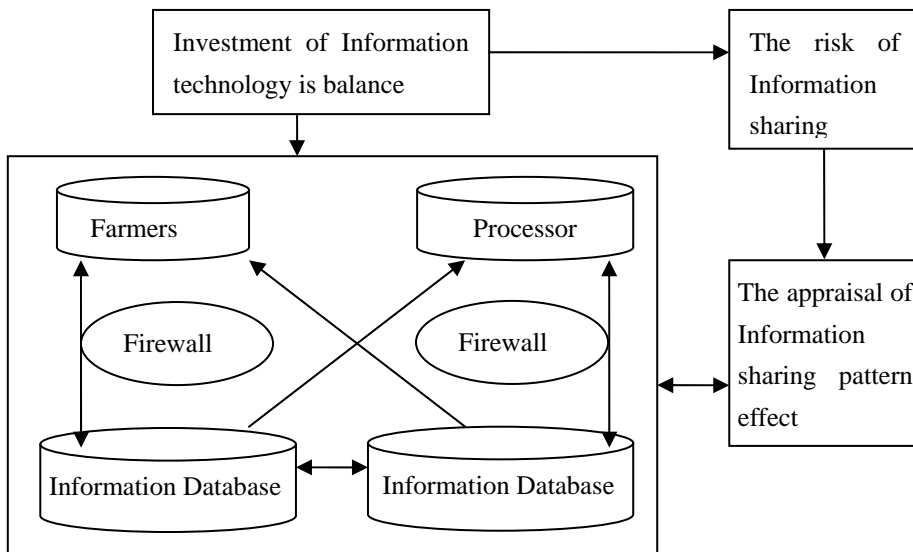 Investment of Information
technology is balance
The risk of
Information
sharing
Farmers
Processor
Firewall
Firewall
The appraisal of
Information
sharing pattern
effect
Information Database
Information Database